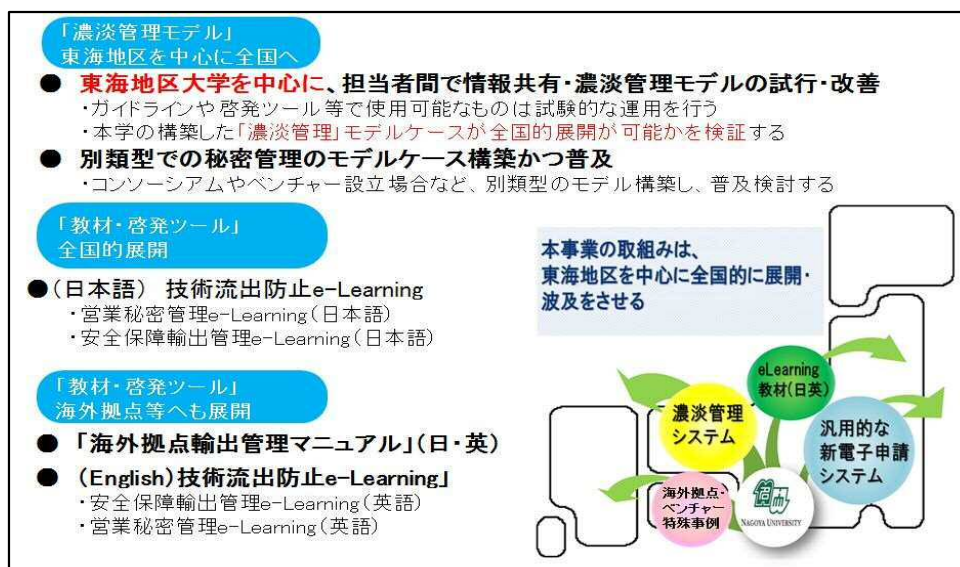 「濃淡管理モデル」
東海地区を中心に全国へ
● 東海地区大学を中心に、担当者間で情報共有・濃淡管理モデルの試行・改善
・ガイドラインや啓発ツール等で使用可能なものは試験的な運用を行う
・本学の構築した「濃淡管理」モデルケースが全国的展開が可能かを検証する
● 別類型での秘密管理のモデルケース構築かつ普及
・コンソーシアムやベンチャー設立場合など、別類型のモデル構築し、普及検討する
「教材・啓発ツール」
全国的展開
●(日本語) 技術流出防止e-Learning
・営業秘密管理e-Learning(日本語)
・安全保障輸出管理e-Learning(日本語)
「教材・啓発ツール」
海外拠点等へも展開
● 「海外拠点輸出管理マニュアル」(日・英)
● (English)技術流出防止e-Learning」
・安全保障輸出管理e-Learning(英語)
・営業秘密管理e-Learning(英語)
本事業の取組みは、
東海地区を中心に全国的に展開・
波及をさせる
eLearning
教材(日英)
濃淡管理
システム
汎用的な
新電子申請
システム
海外拠点・
ベンチャー
特殊事例
NAGOYA UNIVERSITY